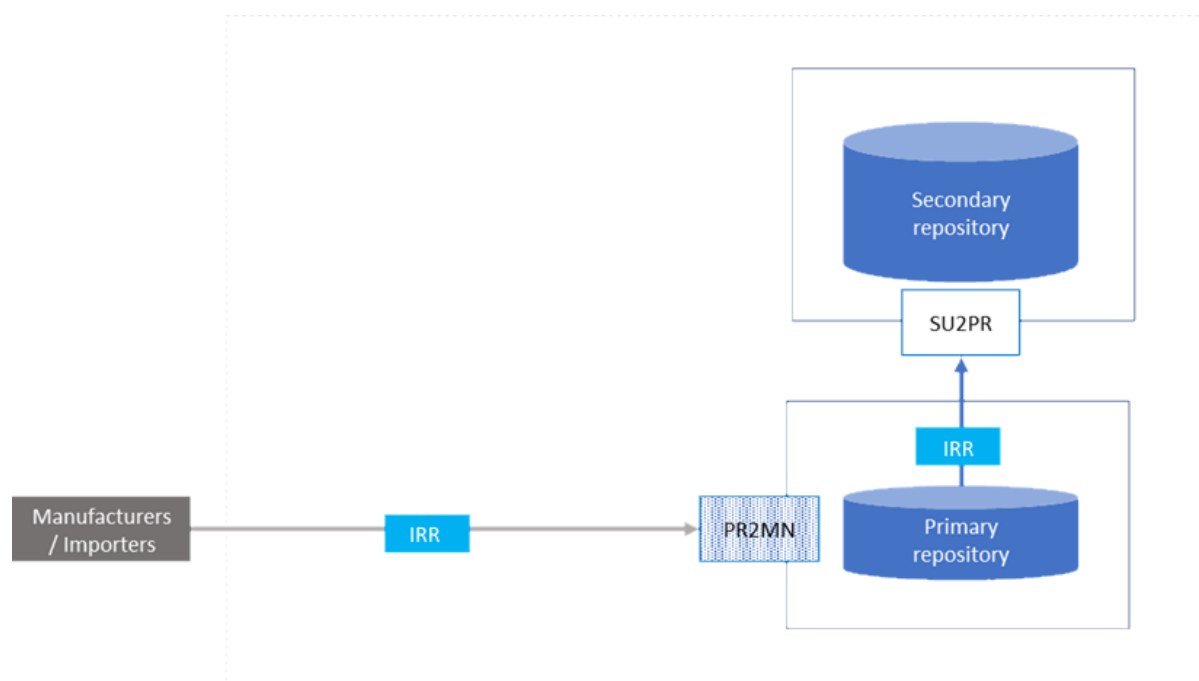 Secondary
repository
SU2PR
IRR
Manufacturers
/ Importers
IRR
PR2MN
Primary
repository